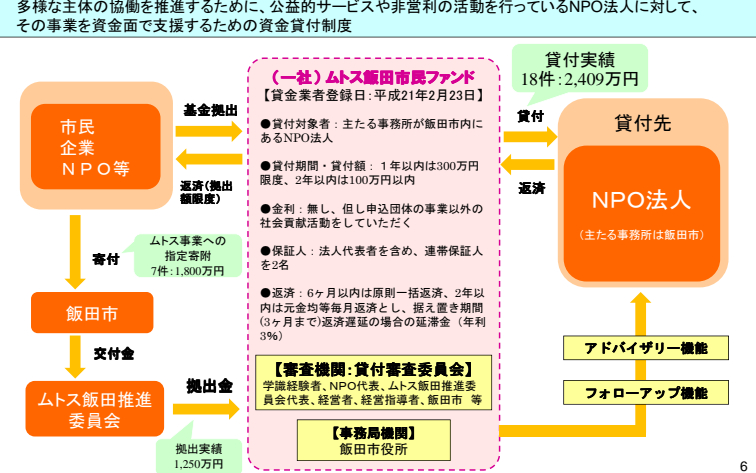 多様な主体の協働を推進するために、公益的サービスや非営利の活動を行っているNPO法人に対して、
その事業を資金面で支援するための資金貸付制度
市民
企業
NPO等
基金拠出
返済(拠出
額限度)
寄付
ムトス事業への
指定寄附
7件:1,800万円
飯田市
交付金
ムトス飯田推進
委員会
拠出金
拠出実績
1,250万円
(一社)ムトス飯田市民ファンド
【貸金業者登録日:平成21年2月23日】
●貸付対象者:主たる事務所が飯田市内に
あるNPO法人
●貸付期間・貸付額:1年以内は300万円
限度、2年以内は100万円以内
●金利:無し、但し申込団体の事業以外の
社会貢献活動をしていただく
●保証人:法人代表者を含め、連帯保証人
を2名
●返済:6ヶ月以内は原則一括返済、2年以
内は元金均等毎月返済とし、据え置き期間
(3ヶ月まで)返済遅延の場合の延滞金(年利
3%)
【審査機関:貸付審査委員会】
学識経験者、NPO代表、ムトス飯田推進委
員会代表、経営者、経営指導者、飯田市 等
【事務局機関】
飯田市役所
貸付実績
18件:2,409万円
貸付
返済
貸付先
NPO法人
(主たる事務所は飯田市)
アドバイザリー機能
フォローアップ機能
6